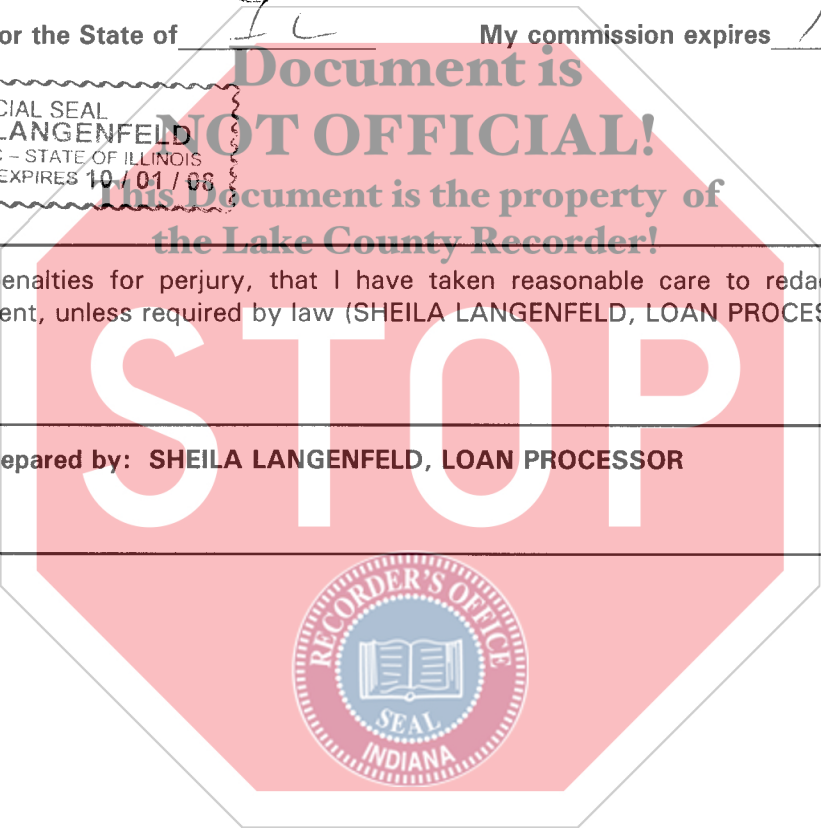 or the State of IL My commission expires
Document is
CIAL SEAL
LANGENFELD
NOT OFFICIAL!
C – STATE OF ILLINOIS
EXPIRES 10/01/08
This Document is the property of
the Lake County Recorder!
enalties for perjury, that I have taken reasonable care to reda
ent, unless required by law (SHEILA LANGENFELD, LOAN PROCES
STOP
epared by: SHEILA LANGENFELD, LOAN PROCESSOR
RECORDER'S OFFICE
SEAL
INDIANA